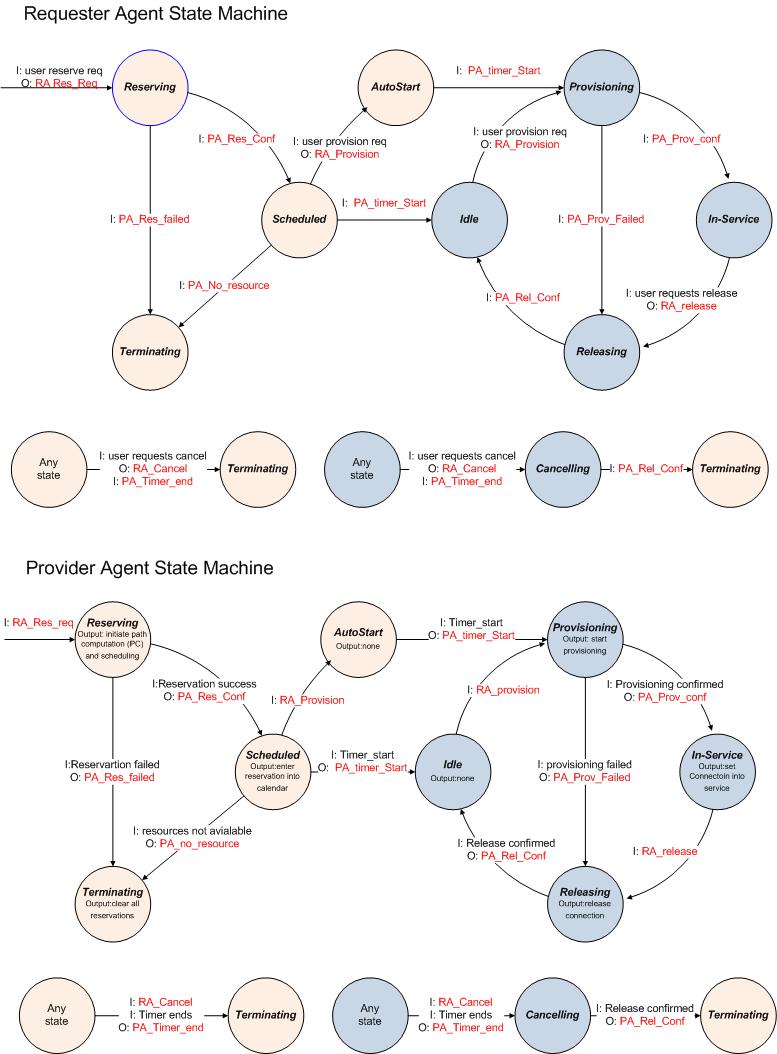 Requester Agent State Machine
I: user reserve req
O: RA Res_Req
Reserving
AutoStart
I: PA_timer_Start
Provisioning
I: PA_Res_Conf
I: user provision req
O: RA_Provision
I: user provision req
O: RA_Provision
I: PA_Prov_conf
I: PA_Res_failed
Scheduled
I: PA_timer_Start
Idle
I: PA_Prov_Failed
In-Service
I: PA_No_resource
I: PA_Rel_Conf
I: user requests release
O: RA_release
Terminating
Releasing
Any
state
I: user requests cancel
O: RA_Cancel
I: PA_Timer_end
Terminating
Any
state
I: user requests cancel
O: RA_Cancel
I: PA_Timer_end
Cancelling
I: PA_Rel_Conf
Terminating
Provider Agent State Machine
I: RA_Res_req
Reserving
Output: initiate path
computation (PC)
and scheduling
AutoStart
Output:none
I: Timer_start
O: PA_timer_Start
Provisioning
Output: start
provisioning
I:Reservation success
O: PA_Res_Conf
I: RA_Provision
I: RA_provision
I: Provisioning confirmed
O: PA_Prov_conf
I:Reservartion failed
O: PA_Res_failed
Scheduled
Output:enter
reservation into
calendar
I: Timer_start
O: PA_timer_Start
Idle
Output:none
I: provisioning failed
O: PA_Prov_Failed
In-Service
Output:set
Connectoin into
service
I: resources not avialable
O: PA_no_resource
I: Release confirmed
O: PA_Rel_Conf
I: RA_release
Terminating
Output:clear all
reservations
Releasing
Output:release
connection
Any
state
I: RA_Cancel
I: Timer ends
O: PA_Timer_end
Terminating
Any
state
I: RA_Cancel
I: Timer ends
O: PA_Timer_end
Cancelling
I: Release confirmed
O: PA_Rel_Conf
Terminating